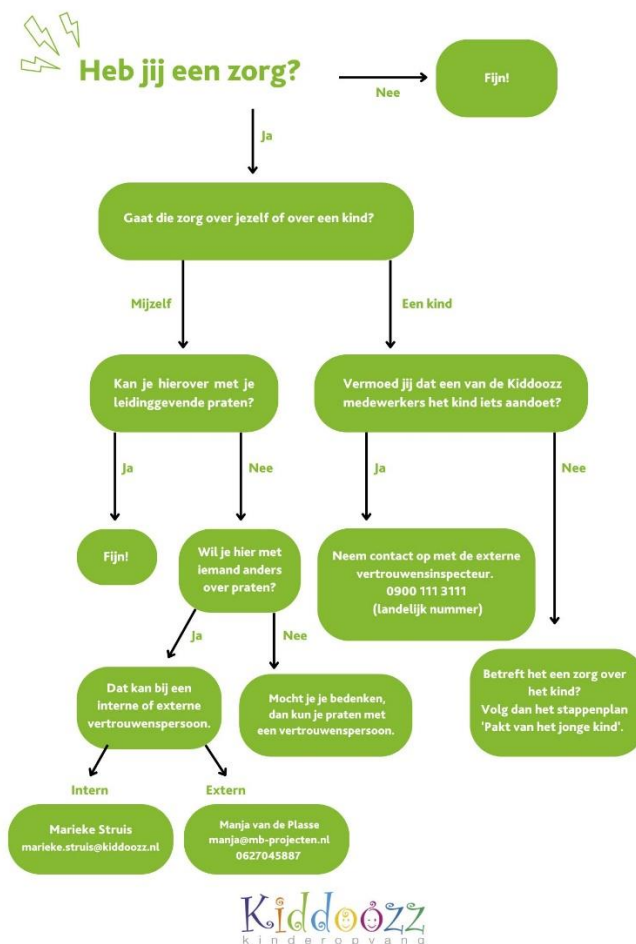 Heb jij een zorg?
Nee
Fijn!
Ja
Gaat die zorg over jezelf of over een kind?
Mijzelf
Een kind
Kan je hierover met je
leidinggevende praten?
Vermoed jij dat een van de Kiddoozz
medewerkers het kind iets aandoet?
Ja
Nee
Ja
Nee
Fijn!
Wil je hier met
iemand anders
over praten?
Neem contact op met de externe
vertrouwensinspecteur.
0900 111 3111
(landelijk nummer)
Ja
Nee
Dat kan bij een
interne of externe
vertrouwenspersoon.
Mocht je je bedenken,
dan kun je praten met
een vertrouwenspersoon.
Betreft het een zorg over
het kind?
Volg dan het stappenplan
'Pakt van het jonge kind'.
Intern
Extern
Marieke Struis
marieke.struis@kiddoozz.nl
Manja van de Plasse
manja@mb-projecten.nl
0627045887
Kiddoozz
kinderopvang